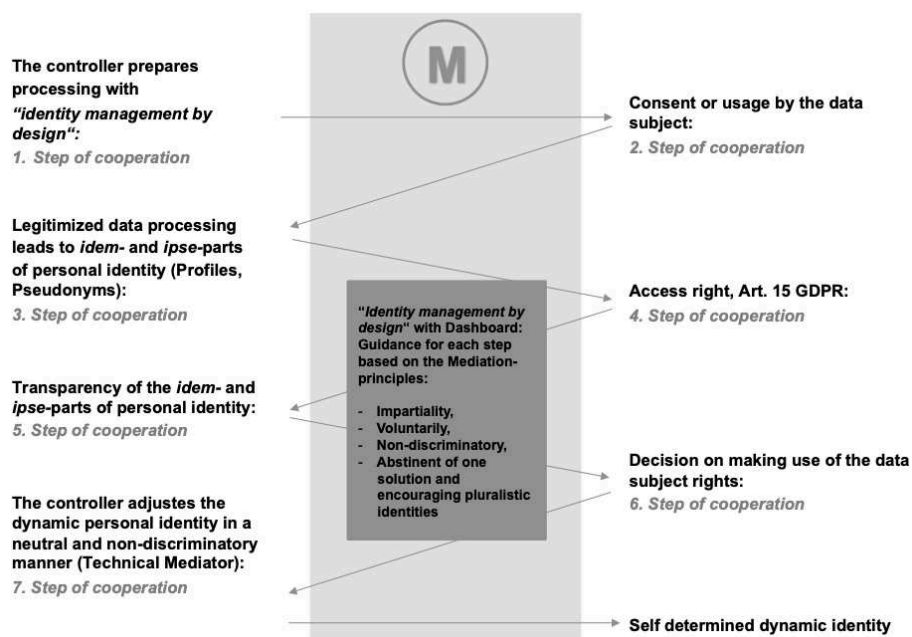 M
The controller prepares
processing with
“identity management by
design“:
1. Step of cooperation
Consent or usage by the data
subject:
2. Step of cooperation
Legitimized data processing
leads to idem- and ipse-parts
of personal identity (Profiles,
Pseudonyms):
3. Step of cooperation
Access right, Art. 15 GDPR:
4. Step of cooperation
“Identity management by
design“ with Dashboard:
Guidance for each step
based on the Mediation-
principles:
- Impartiality,
- Voluntarily,
- Non-discriminatory,
- Abstinent of one
solution and
encouraging pluralistic
identities
Transparency of the idem- and
ipse-parts of personal identity:
5. Step of cooperation
Decision on making use of the data
subject rights:
6. Step of cooperation
The controller adjustes the
dynamic personal identity in a
neutral and non-discriminatory
manner (Technical Mediator):
7. Step of cooperation
Self determined dynamic identity